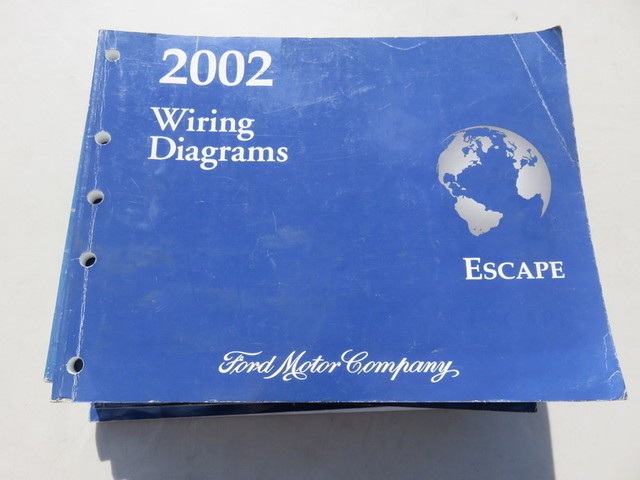 2002
Wiring
Diagrams
ESCAPE
Ford Motor Company